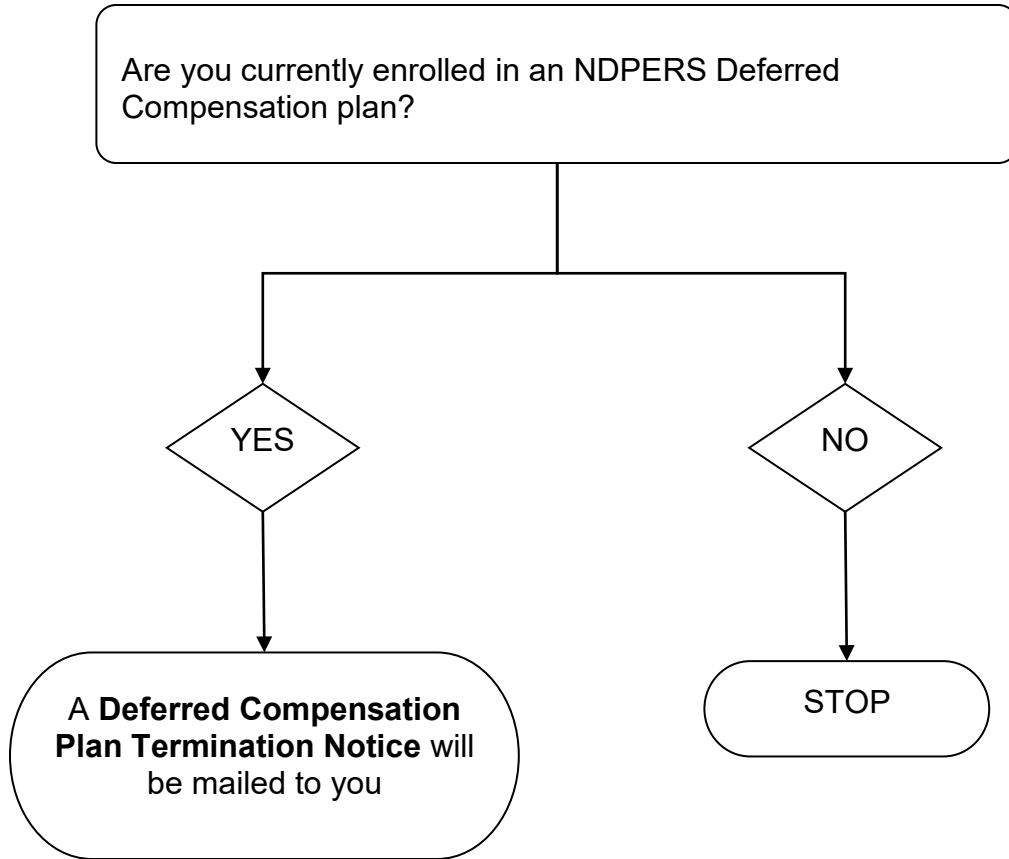 Are you currently enrolled in an NDPERS Deferred
Compensation plan?
YES
NO
A Deferred Compensation
Plan Termination Notice will
be mailed to you
STOP